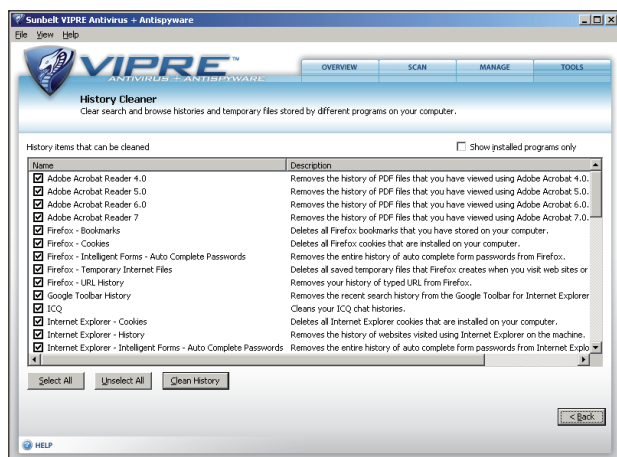 Sunbelt VIPRE Antivirus + Antispyware
File View Help
VIPRE™
ANTIVIRUS + ANTISPYWARE
OVERVIEW SCAN MANAGE TOOLS
History Cleaner
Clear search and browse histories and temporary files stored by different programs on your computer.
History items that can be cleaned Show installed programs only
Name Description
Adobe Acrobat Reader 4.0 Removes the history of PDF files that you have viewed using Adobe Acrobat 4.0.
Adobe Acrobat Reader 5.0 Removes the history of PDF files that you have viewed using Adobe Acrobat 5.0.
Adobe Acrobat Reader 6.0 Removes the history of PDF files that you have viewed using Adobe Acrobat 6.0.
Adobe Acrobat Reader 7 Removes the history of PDF files that you have viewed using Adobe Acrobat 7.0.
Firefox - Bookmarks Deletes all Firefox bookmarks that you have stored on your computer.
Firefox - Cookies Deletes all Firefox cookies that are installed on your computer.
Firefox - Intelligent Forms - Auto Complete Passwords Removes the entire history of auto complete form passwords from Firefox.
Firefox - Temporary Internet Files Deletes all saved temporary files that Firefox creates when you visit web sites or
Firefox - URL History Removes your history of typed URL from Firefox.
Google Toolbar History Removes the recent search history from the Google Toolbar for Internet Explorer
ICQ Cleans your ICQ chat histories.
Internet Explorer - Cookies Deletes all Internet Explorer cookies that are installed on your computer.
Internet Explorer - History Removes the history of websites visited using Internet Explorer on the machine.
Internet Explorer - Intelligent Forms - Auto Complete Passwords Removes the entire history of auto complete form passwords from Internet Explo
Select All Unselect All Clean History
< Back
HELP